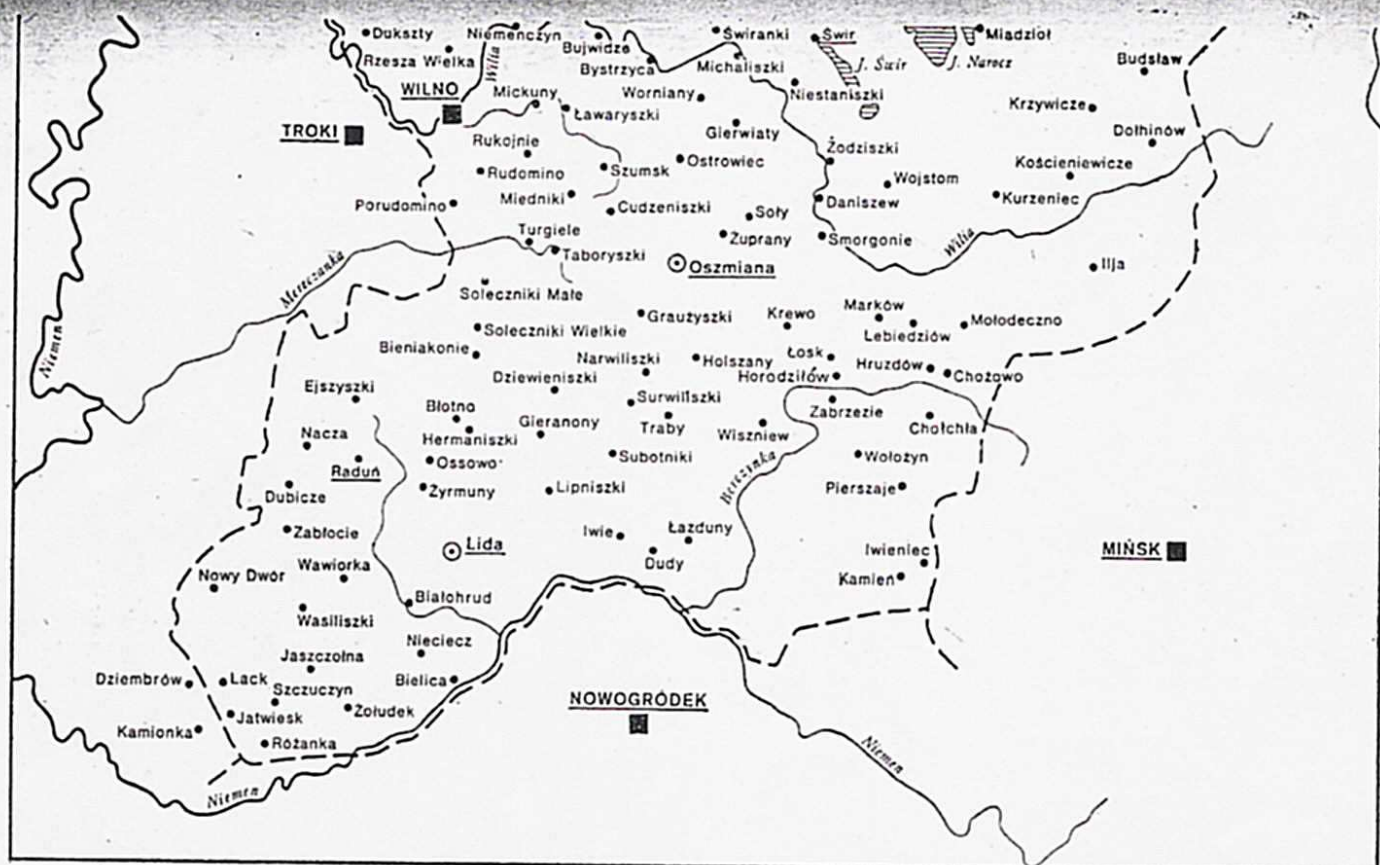 Dukszty
Niemenczyn
Bujwidze
Świranki
Świr
Miadzioł
Rzesza Wielka
Wilia
Bystrzyca
Michaliszki
J. Świr
J. Narocz
Budsław
WILNO
Mickuny
Worniany
Niestaniszki
Krzywicze
Ławaryszki
TROKI
Gierwiaty
Dołhinów
Rukojnie
Żodziszki
Kościeniewicze
Rudomino
Szumsk
Ostrowiec
Wojstom
Miedniki
Daniszew
Kurzeniec
Porudomino
Cudzeniszki
Soły
Turgiele
Żuprany
Smorgonie
Wilia
Taboryszki
Oszmiana
Ilja
Mereczanka
Soleczniki Małe
Niemen
Soleczniki Wielkie
Graużyszki
Krewo
Marków
Mołodeczno
Lebiedziów
Bieniakonie
Narwiliszki
Holszany
Łosk
Hruzdów
Dziewieniszki
Horodziłów
Chożowo
Ejszyszki
Surwiliszki
Błotno
Zabrzezie
Gieranony
Traby
Chołchła
Nacza
Hermaniszki
Wiszniew
Raduń
Ossowo
Subotniki
Wołożyn
Dubicze
Żyrmuny
Lipniszki
Berezynka
Pierszaje
Zabłocie
Iwie
Łazduny
Lida
Iwieniec
MIŃSK
Nowy Dwór
Wawiorka
Dudy
Kamień
Białohrud
Wasiliszki
Nieciecz
Jaszczołna
Dziembrów
Lack
Bielica
Szczuczyn
NOWOGRÓDEK
Jatwiesk
Żołudek
Kamionka
Różanka
Niemen
Niemen